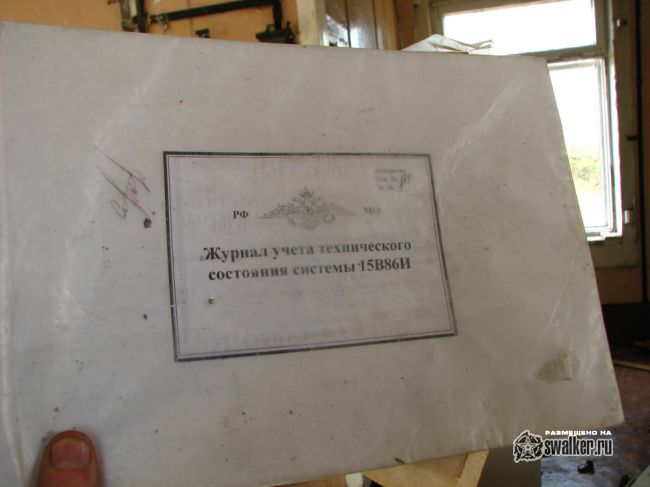 РФ МО
Журнал учета технического
состояния системы 15В86И
РАЗМЕЩЕНО НА
swalker.ru